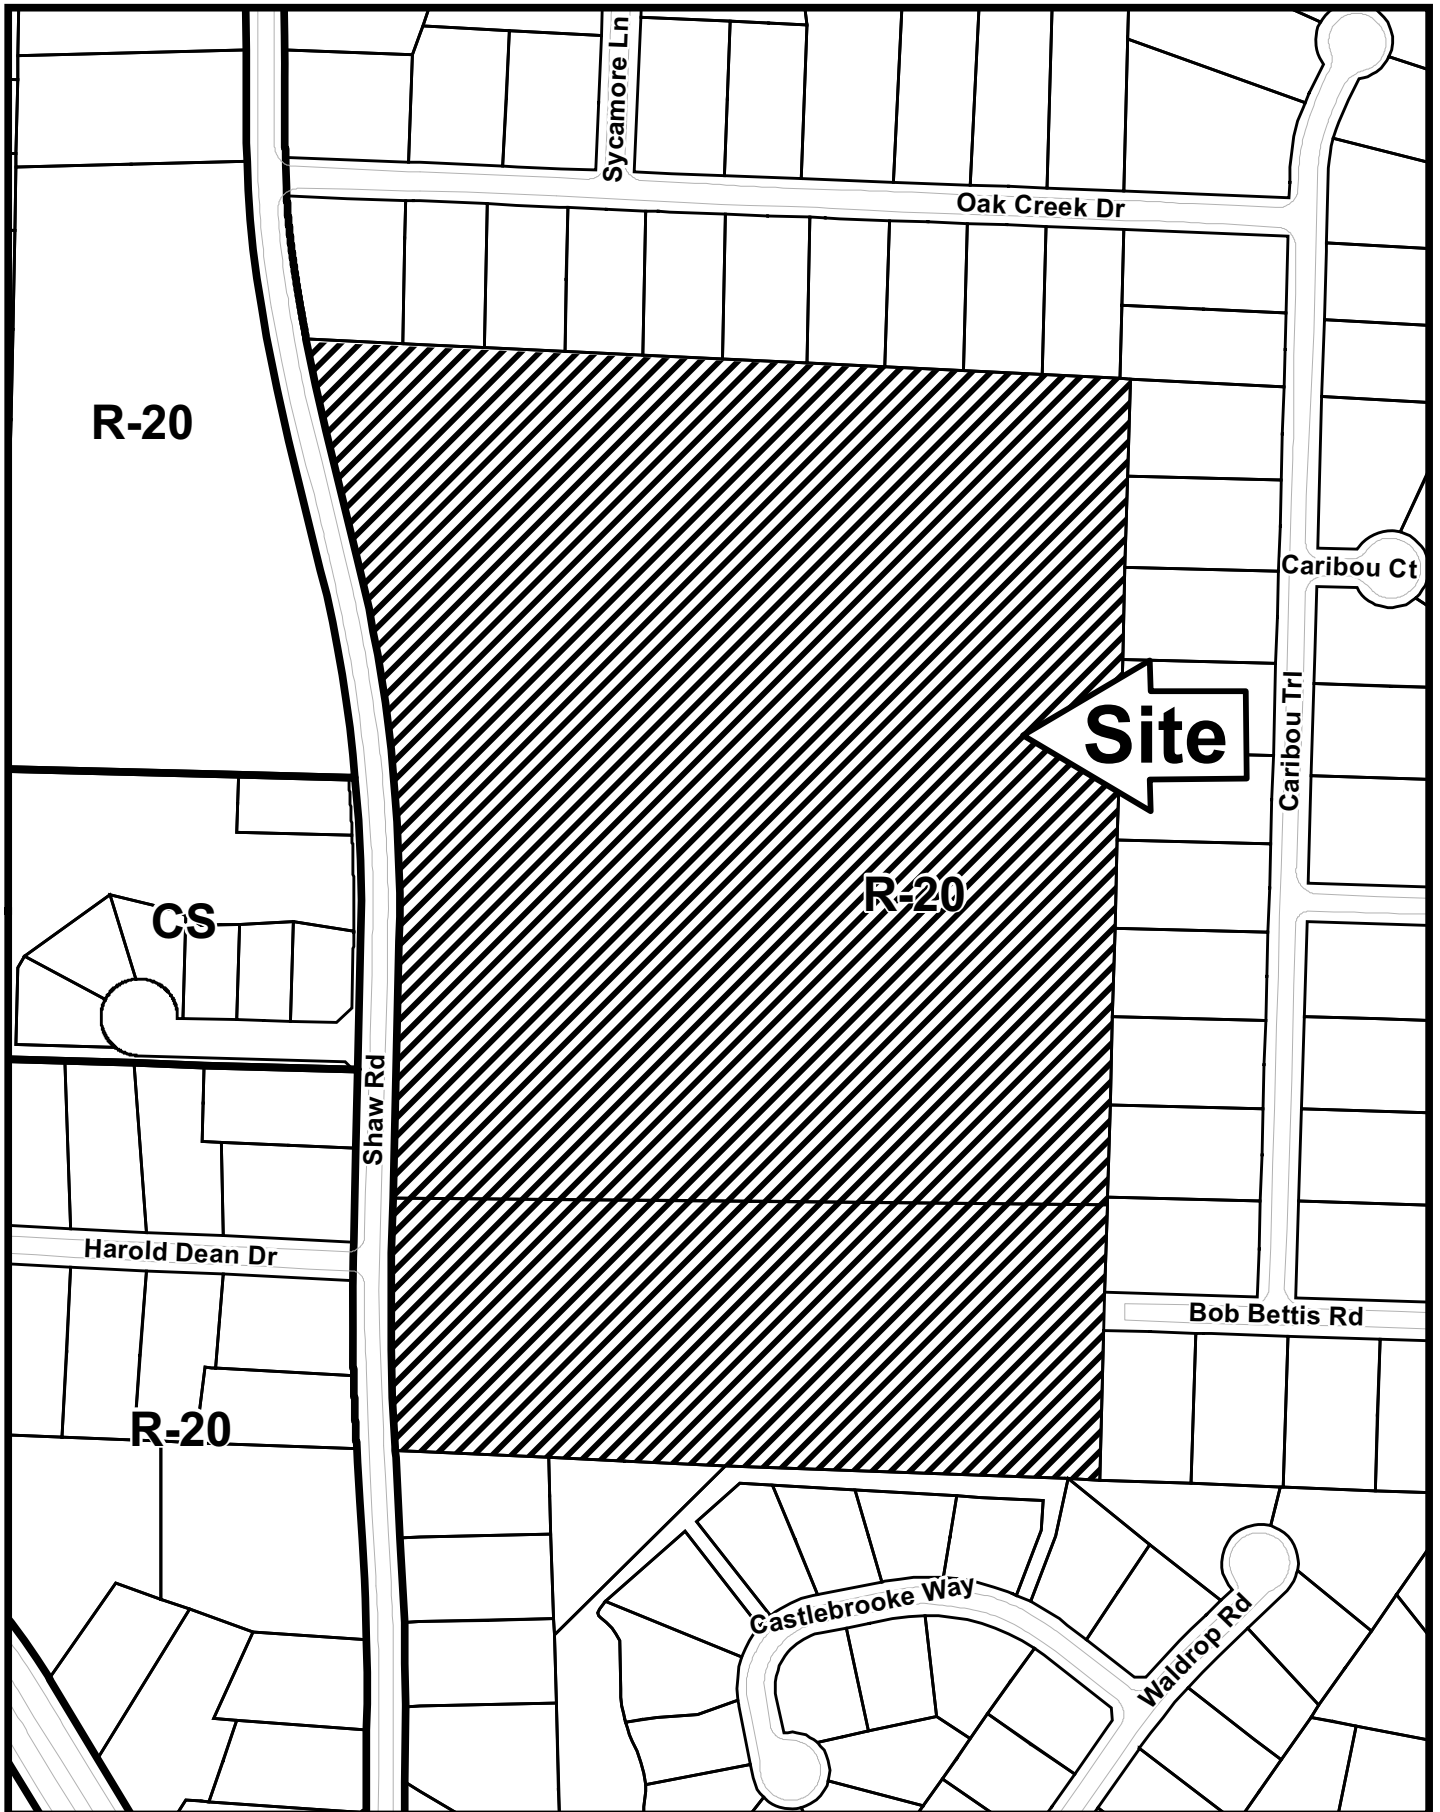 Sycamore Ln
Oak Creek Dr
R-20
Caribou Ct
Site
Caribou Trl
R-20
CS
Shaw Rd
Harold Dean Dr
Bob Bettis Rd
R-20
Castlebrooke Way
Waldrop Rd